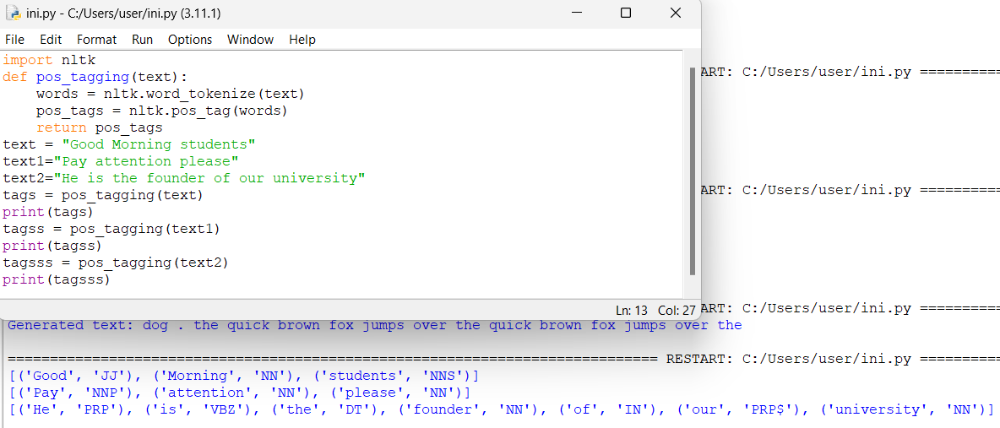 ini.py - C:/Users/user/ini.py (3.11.1)
File Edit Format Run Options Window Help
import nltk
def pos_tagging(text):
    words = nltk.word_tokenize(text)
    pos_tags = nltk.pos_tag(words)
    return pos_tags
text = "Good Morning students"
text1="Pay attention please"
text2="He is the founder of our university"
tags = pos_tagging(text)
print(tags)
tagss = pos_tagging(text1)
print(tagss)
tagsss = pos_tagging(text2)
print(tagsss)
Ln: 13 Col: 27
ART: C:/Users/user/ini.py ==========
ART: C:/Users/user/ini.py ==========
ART: C:/Users/user/ini.py ==========
Generated text: dog . the quick brown fox jumps over the quick brown fox jumps over the
============================================================================= RESTART: C:/Users/user/ini.py ==========
[('Good', 'JJ'), ('Morning', 'NN'), ('students', 'NNS')]
[('Pay', 'NNP'), ('attention', 'NN'), ('please', 'NN')]
[('He', 'PRP'), ('is', 'VBZ'), ('the', 'DT'), ('founder', 'NN'), ('of', 'IN'), ('our', 'PRP$'), ('university', 'NN')]